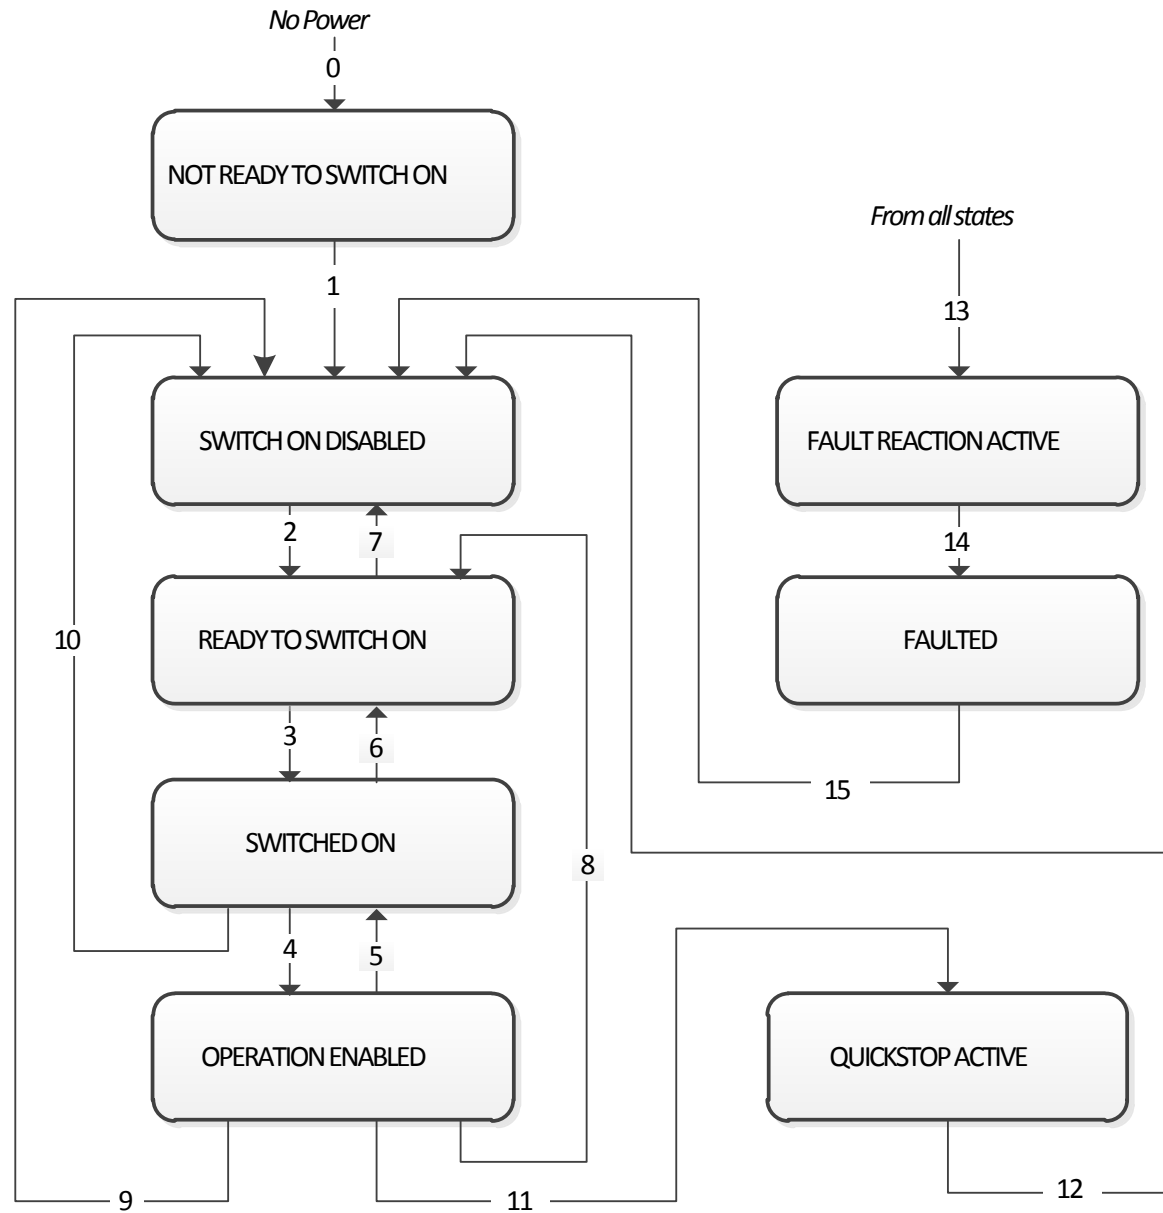 No Power
0
NOT READY TO SWITCH ON
From all states
1
13
SWITCH ON DISABLED
FAULT REACTION ACTIVE
2
7
14
10
READY TO SWITCH ON
FAULTED
3
6
15
SWITCHED ON
8
4
5
OPERATION ENABLED
QUICKSTOP ACTIVE
9
11
12